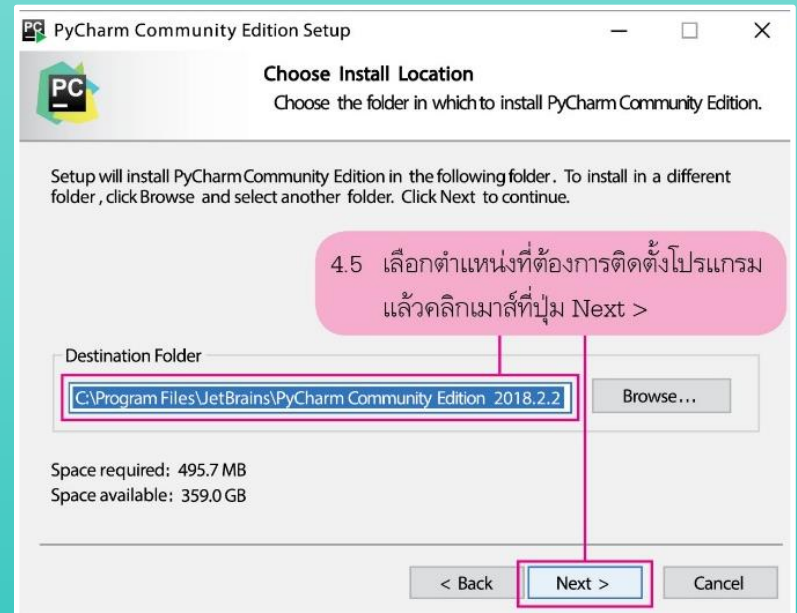 PC PyCharm Community Edition Setup
PC
Choose Install Location
Choose the folder in which to install PyCharm Community Edition.
Setup will install PyCharm Community Edition in the following folder. To install in a different
folder, click Browse and select another folder. Click Next to continue.
4.5 เลือกตำแหน่งที่ต้องการติดตั้งโปรแกรม
แล้วคลิกเมาส์ที่ปุ่ม Next >
Destination Folder
C:\Program Files\JetBrains\PyCharm Community Edition 2018.2.2
Browse...
Space required: 495.7 MB
Space available: 359.0 GB
< Back Next > Cancel